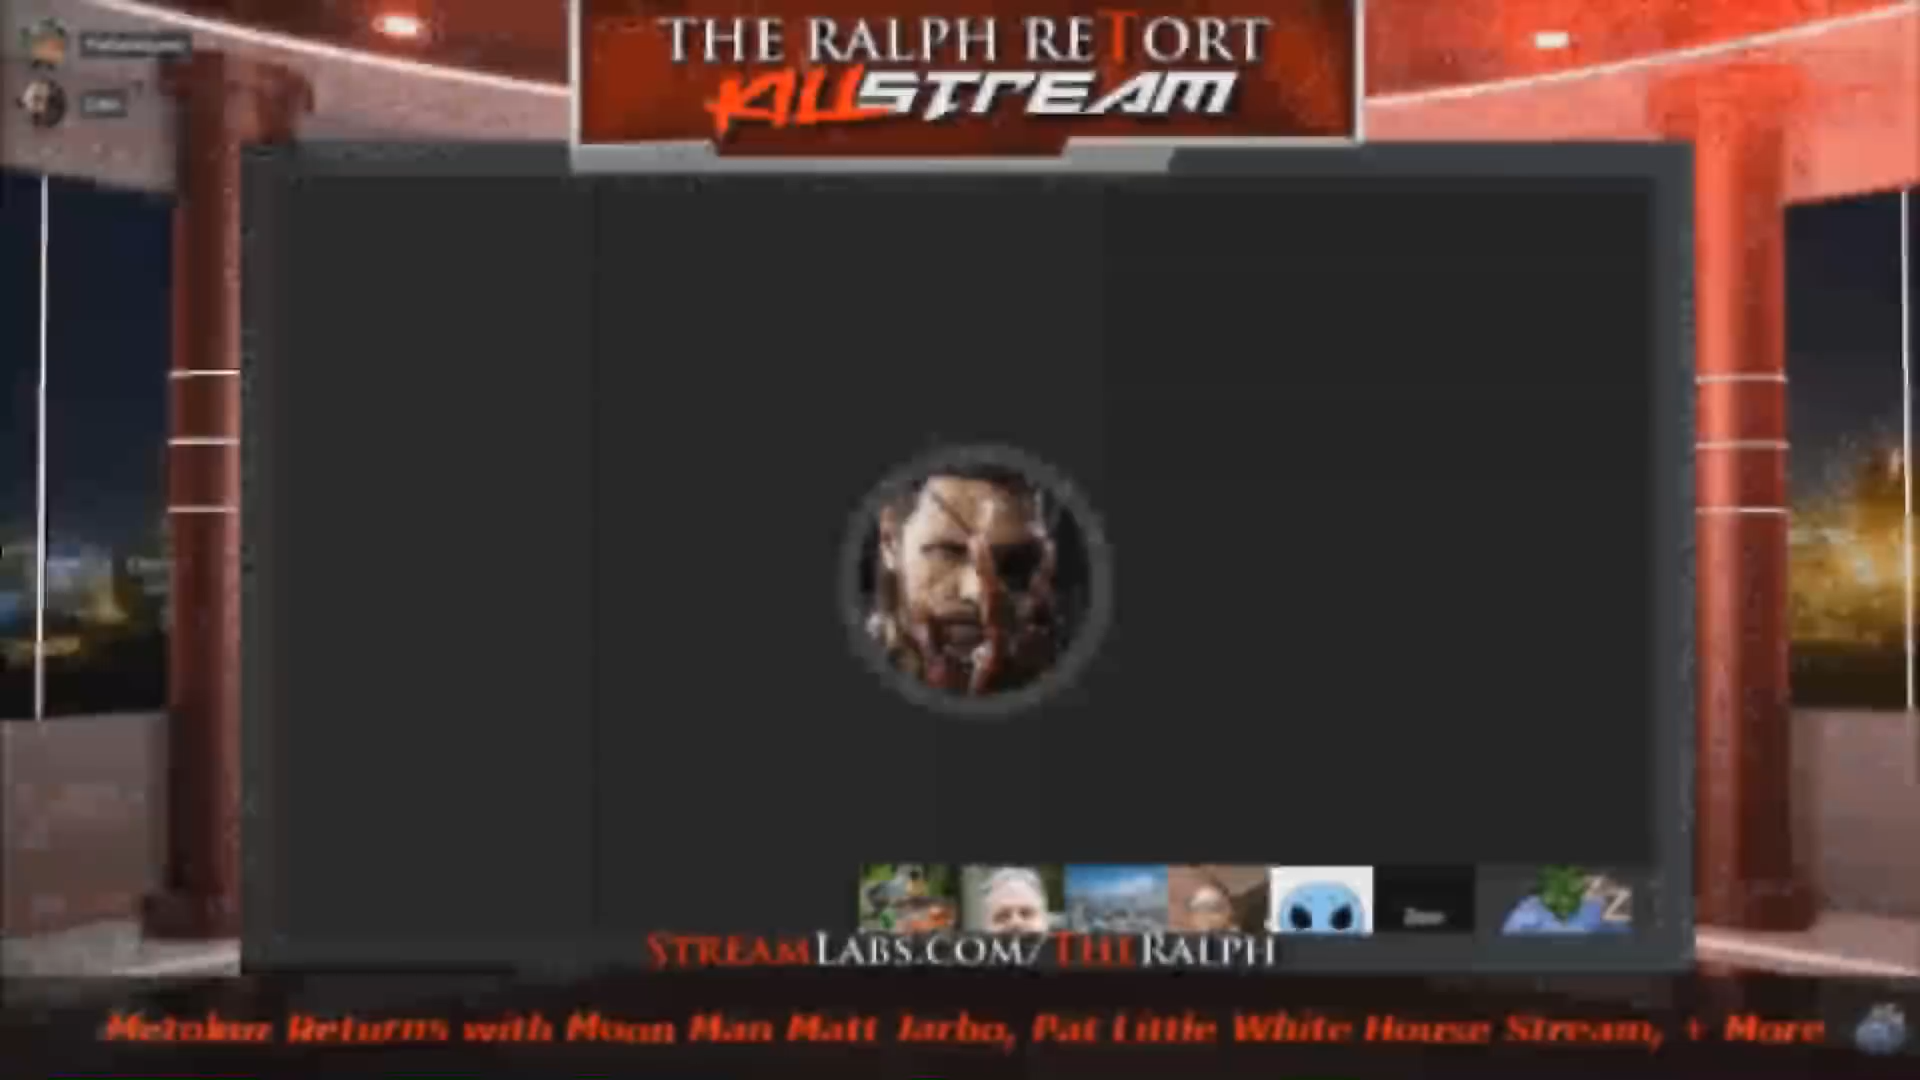 THE RALPH RETORT
KILLSTREAM
Z
Z
STREAMLABS.COM/THERALPH
Metokur Returns with Moon Man Matt Jarbo, Pat Little White House Stream, + More